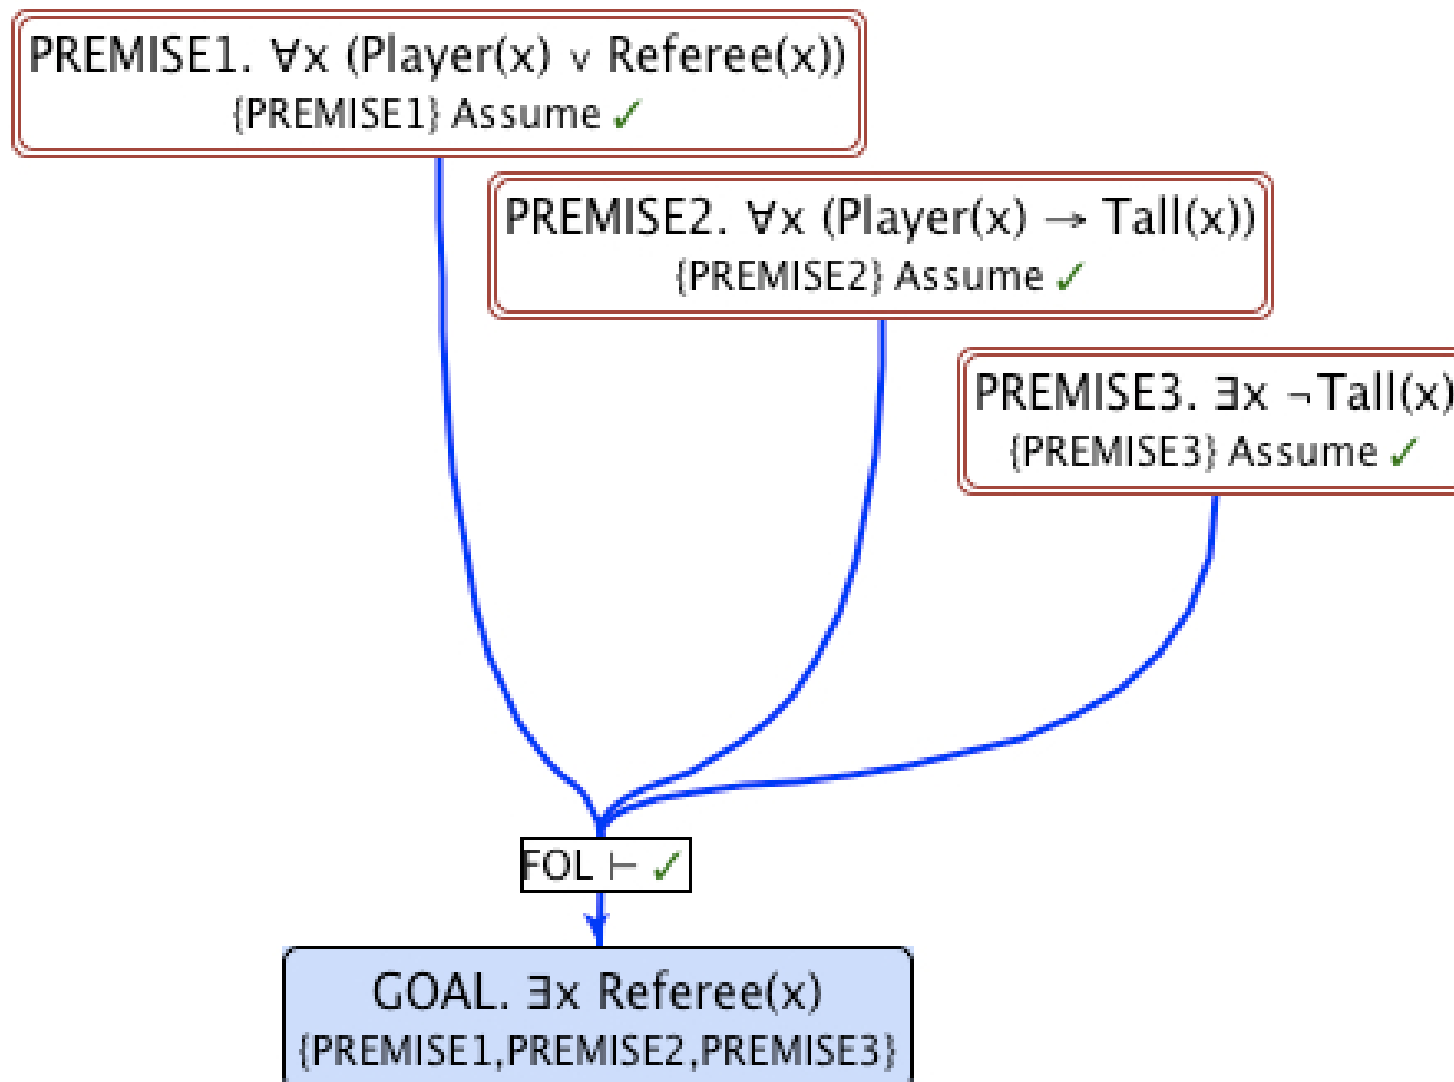 PREMISE1. ∀x (Player(x) ∨ Referee(x))
{PREMISE1} Assume ✓
PREMISE2. ∀x (Player(x) → Tall(x))
{PREMISE2} Assume ✓
PREMISE3. ∃x ¬Tall(x)
{PREMISE3} Assume ✓
FOL ⊢ ✓
GOAL. ∃x Referee(x)
{PREMISE1,PREMISE2,PREMISE3}